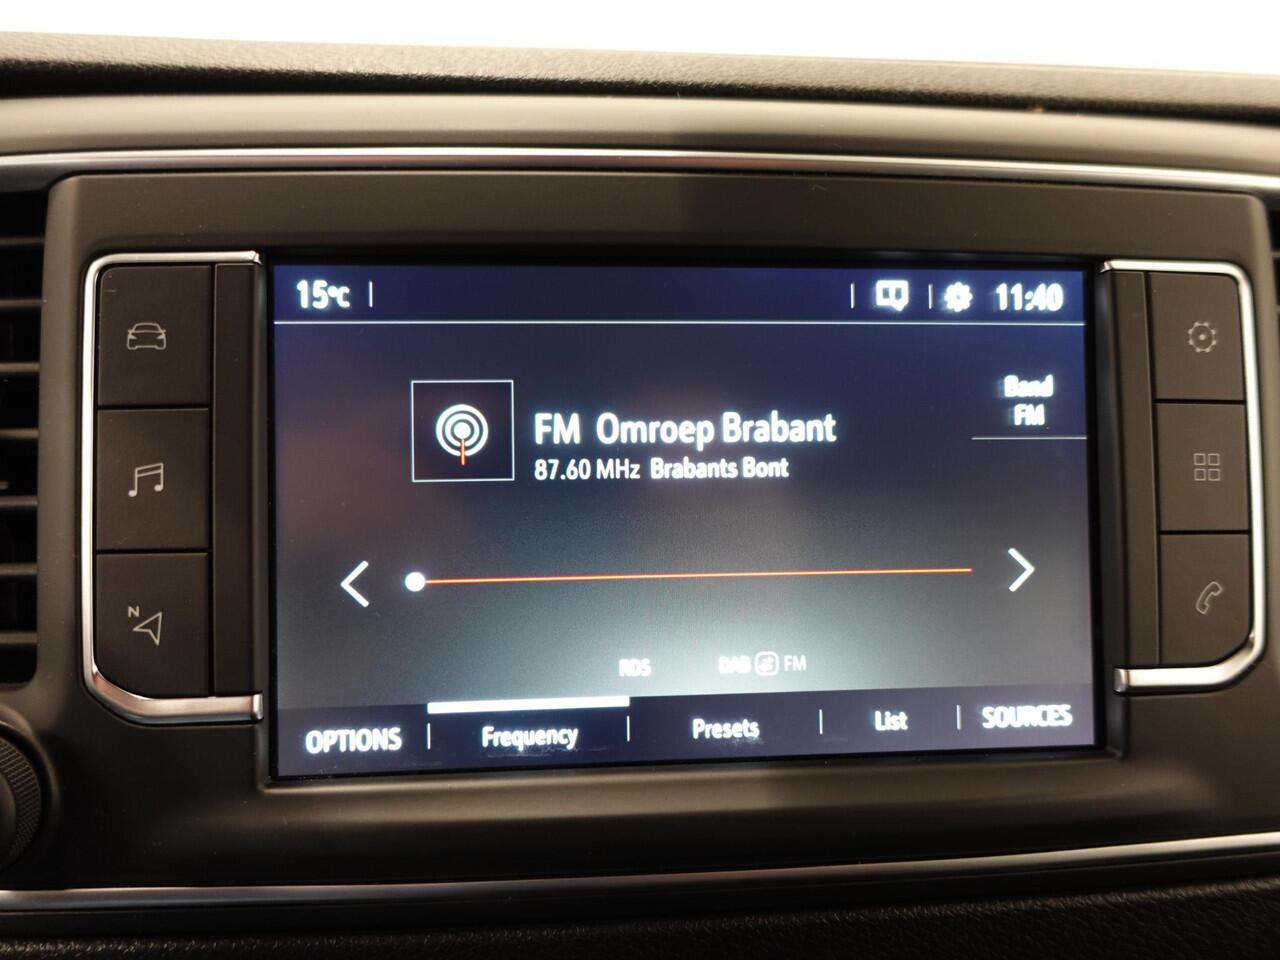 15°C
11:40
Band
FM
FM Omroep Brabant
87.60 MHz Brabants Bont
N
RDS DAB FM
OPTIONS Frequency Presets List SOURCES